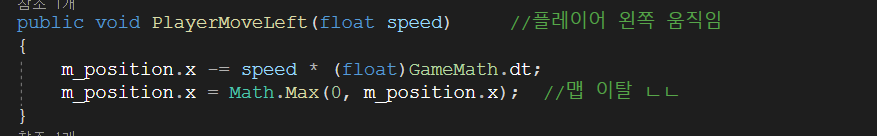 참조 1개
public void PlayerMoveLeft(float speed)     //플레이어 왼쪽 움직임
{
    m_position.x -= speed * (float)GameMath.dt;
    m_position.x = Math.Max(0, m_position.x);  //맵 이탈 ㄴㄴ
}
참조 1개